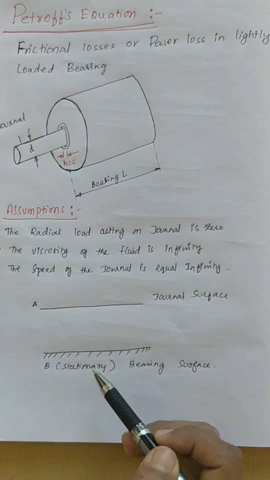 Petroff's Equation :-
Frictional losses or Power loss in lightly
Loaded Bearing
Journal
d
h=c
Bearing L
Assumptions :-
The Radial load acting on Journal is Zero
The viscosity of the fluid is infinity
The Speed of the Journal is equal Infinity.
A
Journal Surface
B (Stationary) Bearing Surface.